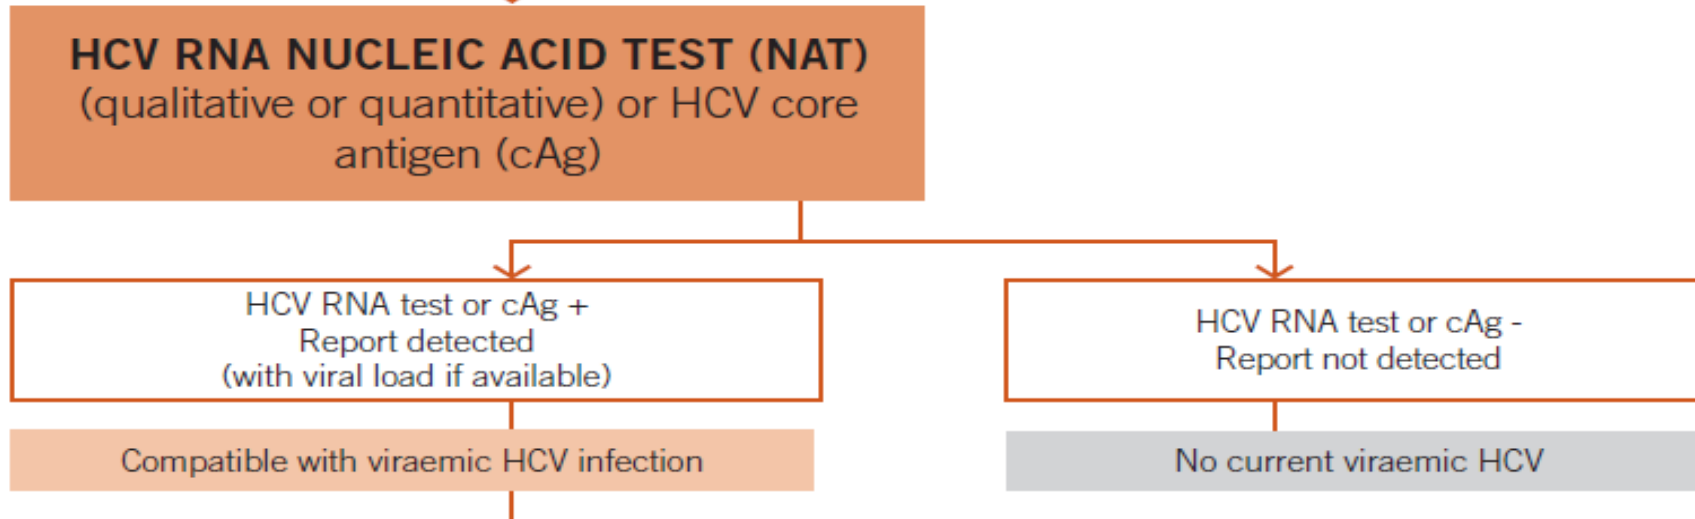 HCV RNA NUCLEIC ACID TEST (NAT)
(qualitative or quantitative) or HCV core
antigen (cAg)
HCV RNA test or cAg +
Report detected
(with viral load if available)
HCV RNA test or cAg -
Report not detected
Compatible with viraemic HCV infection
No current viraemic HCV